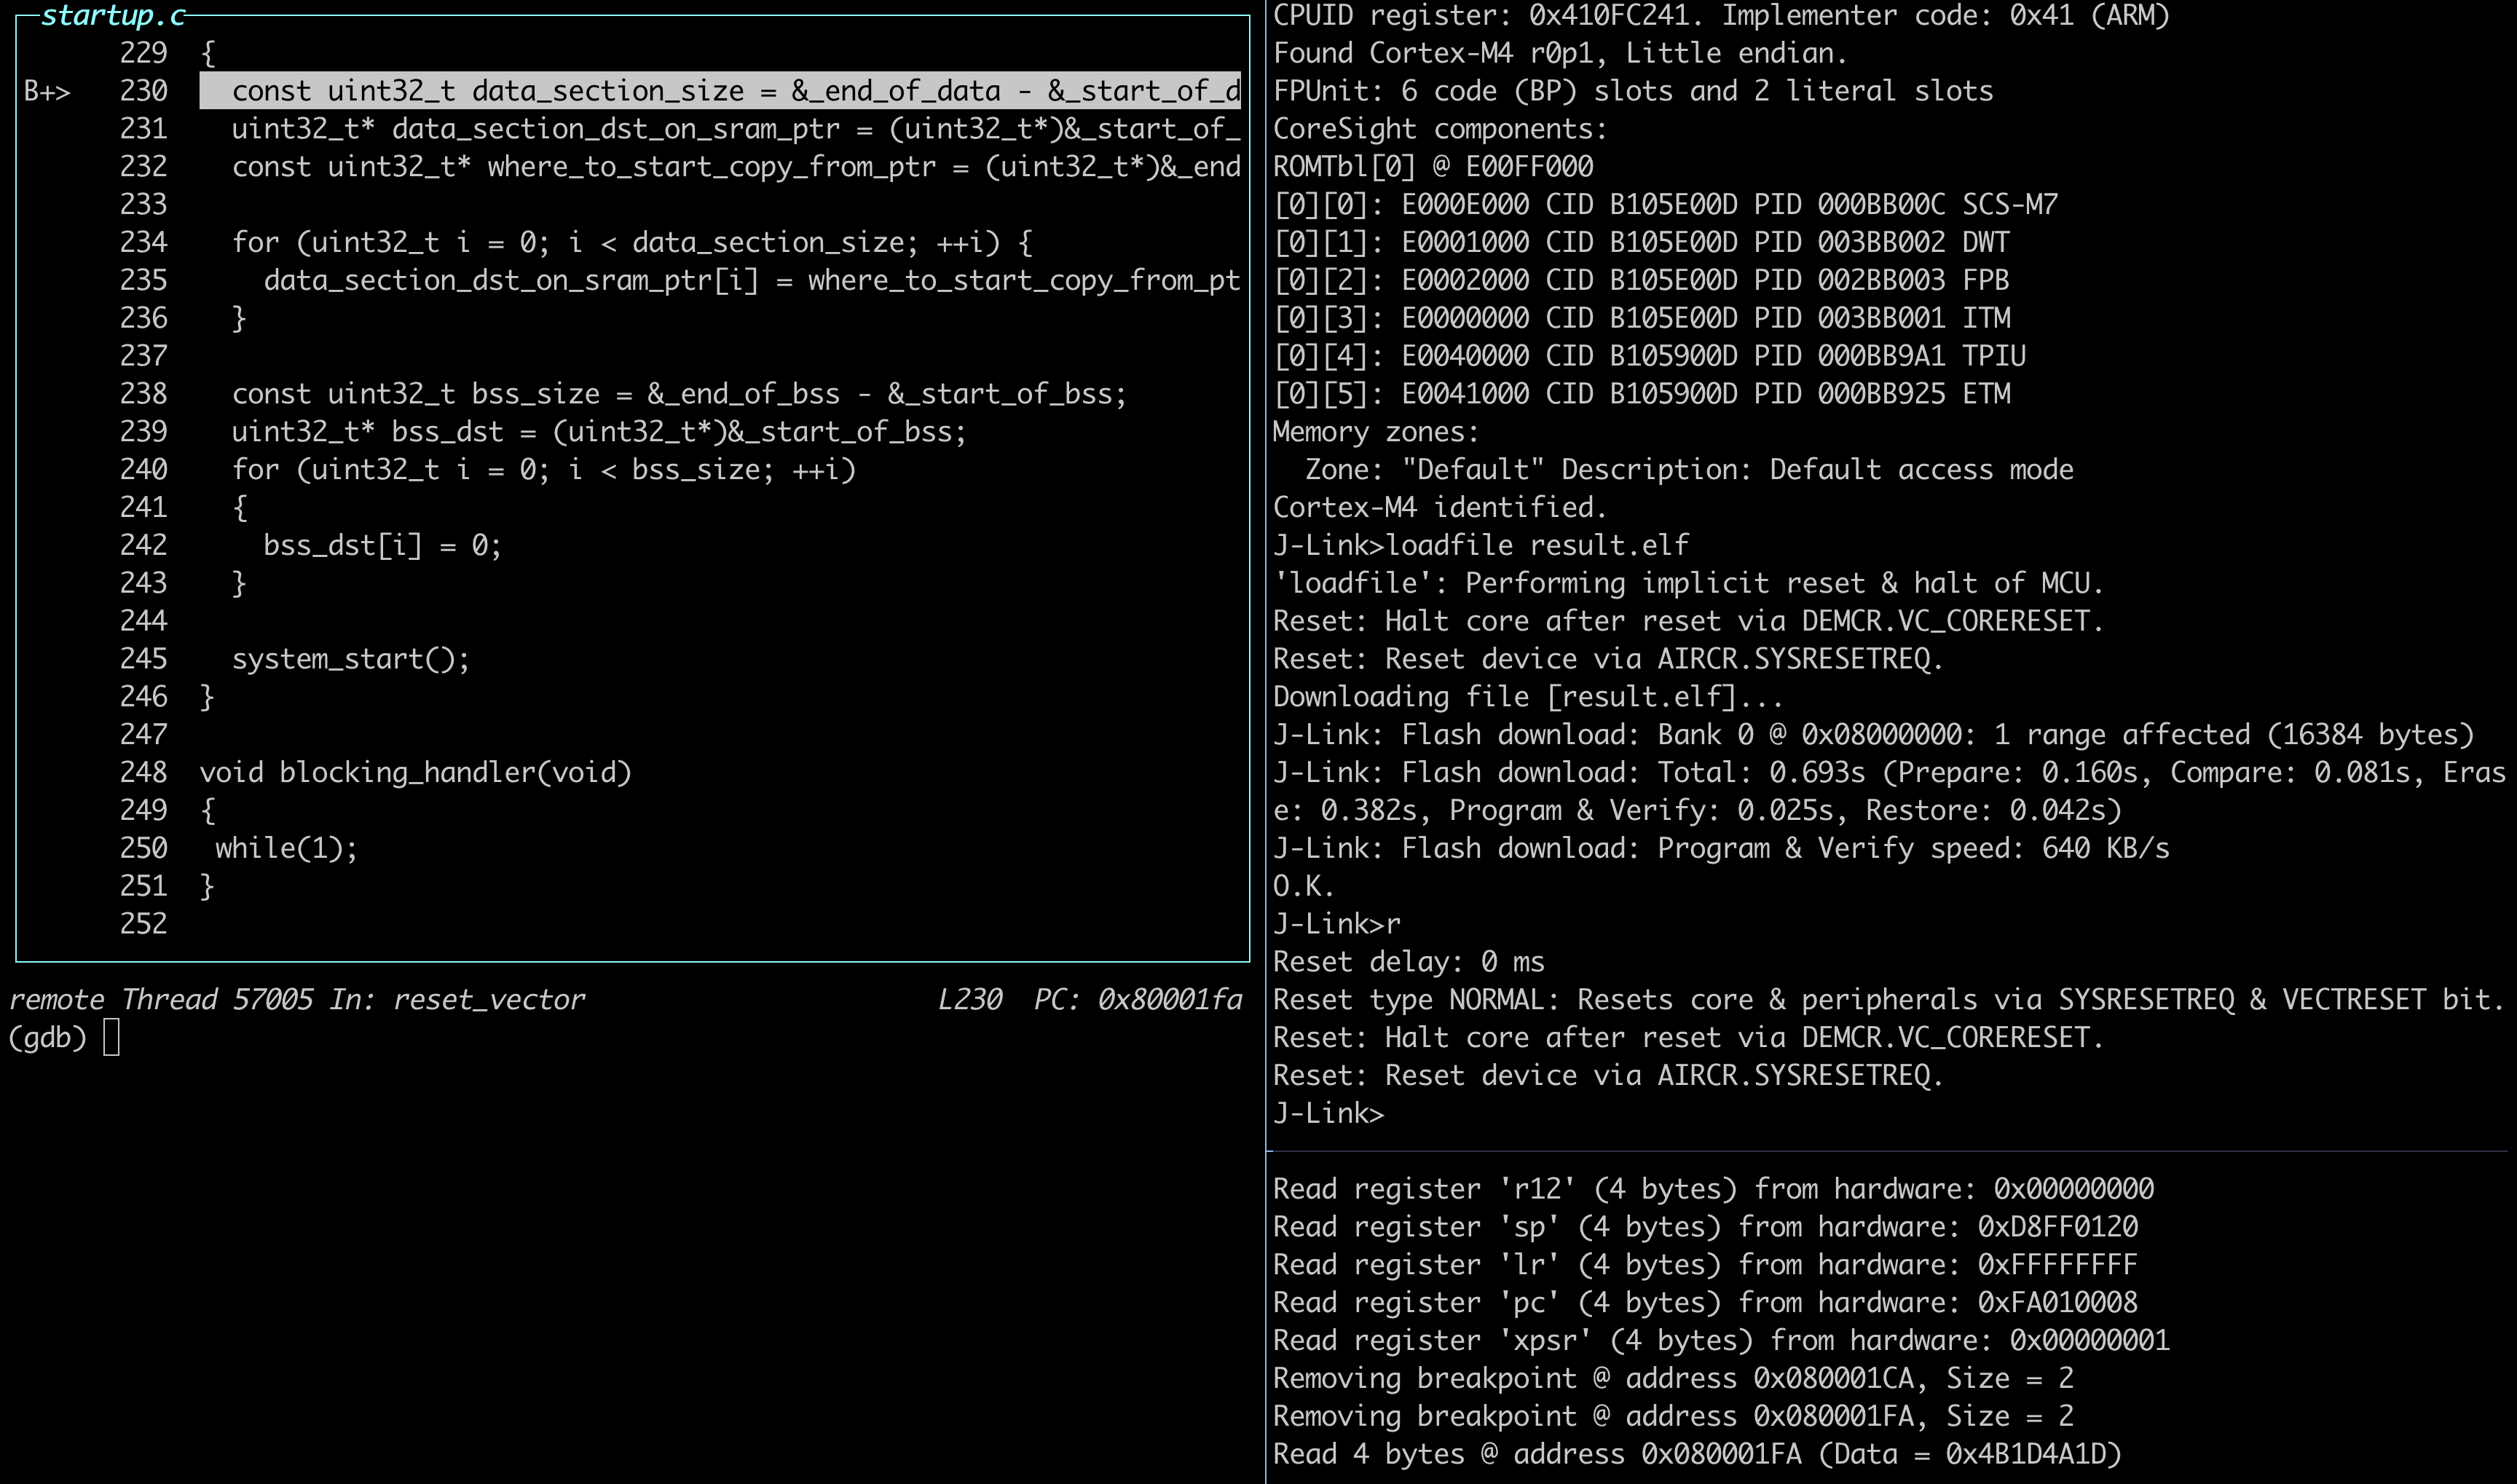 startup.c
229 {
B+> 230 const uint32_t data_section_size = &_end_of_data - &_start_of_d
231 uint32_t* data_section_dst_on_sram_ptr = (uint32_t*)&_start_of_
232 const uint32_t* where_to_start_copy_from_ptr = (uint32_t*)&_end
233
234 for (uint32_t i = 0; i < data_section_size; ++i) {
235 data_section_dst_on_sram_ptr[i] = where_to_start_copy_from_pt
236 }
237
238 const uint32_t bss_size = &_end_of_bss - &_start_of_bss;
239 uint32_t* bss_dst = (uint32_t*)&_start_of_bss;
240 for (uint32_t i = 0; i < bss_size; ++i)
241 {
242 bss_dst[i] = 0;
243 }
244
245 system_start();
246 }
247
248 void blocking_handler(void)
249 {
250 while(1);
251 }
252
remote Thread 57005 In: reset_vector L230 PC: 0x80001fa
(gdb)
CPUID register: 0x410FC241. Implementer code: 0x41 (ARM)
Found Cortex-M4 r0p1, Little endian.
FPUnit: 6 code (BP) slots and 2 literal slots
CoreSight components:
ROMTbl[0] @ E00FF000
[0][0]: E000E000 CID B105E00D PID 000BB00C SCS-M7
[0][1]: E0001000 CID B105E00D PID 003BB002 DWT
[0][2]: E0002000 CID B105E00D PID 002BB003 FPB
[0][3]: E0000000 CID B105E00D PID 003BB001 ITM
[0][4]: E0040000 CID B105900D PID 000BB9A1 TPIU
[0][5]: E0041000 CID B105900D PID 000BB925 ETM
Memory zones:
Zone: "Default" Description: Default access mode
Cortex-M4 identified.
J-Link>loadfile result.elf
'loadfile': Performing implicit reset & halt of MCU.
Reset: Halt core after reset via DEMCR.VC_CORERESET.
Reset: Reset device via AIRCR.SYSRESETREQ.
Downloading file [result.elf]...
J-Link: Flash download: Bank 0 @ 0x08000000: 1 range affected (16384 bytes)
J-Link: Flash download: Total: 0.693s (Prepare: 0.160s, Compare: 0.081s, Eras
e: 0.382s, Program & Verify: 0.025s, Restore: 0.042s)
J-Link: Flash download: Program & Verify speed: 640 KB/s
O.K.
J-Link>r
Reset delay: 0 ms
Reset type NORMAL: Resets core & peripherals via SYSRESETREQ & VECTRESET bit.
Reset: Halt core after reset via DEMCR.VC_CORERESET.
Reset: Reset device via AIRCR.SYSRESETREQ.
J-Link>
Read register 'r12' (4 bytes) from hardware: 0x00000000
Read register 'sp' (4 bytes) from hardware: 0xD8FF0120
Read register 'lr' (4 bytes) from hardware: 0xFFFFFFFF
Read register 'pc' (4 bytes) from hardware: 0xFA010008
Read register 'xpsr' (4 bytes) from hardware: 0x00000001
Removing breakpoint @ address 0x080001CA, Size = 2
Removing breakpoint @ address 0x080001FA, Size = 2
Read 4 bytes @ address 0x080001FA (Data = 0x4B1D4A1D)